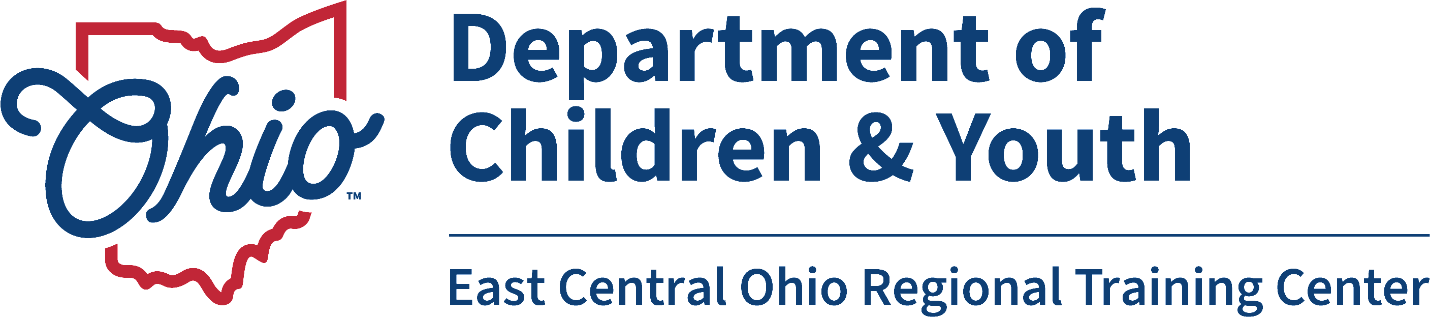 Ohio
TM
Department of
Children & Youth
East Central Ohio Regional Training Center